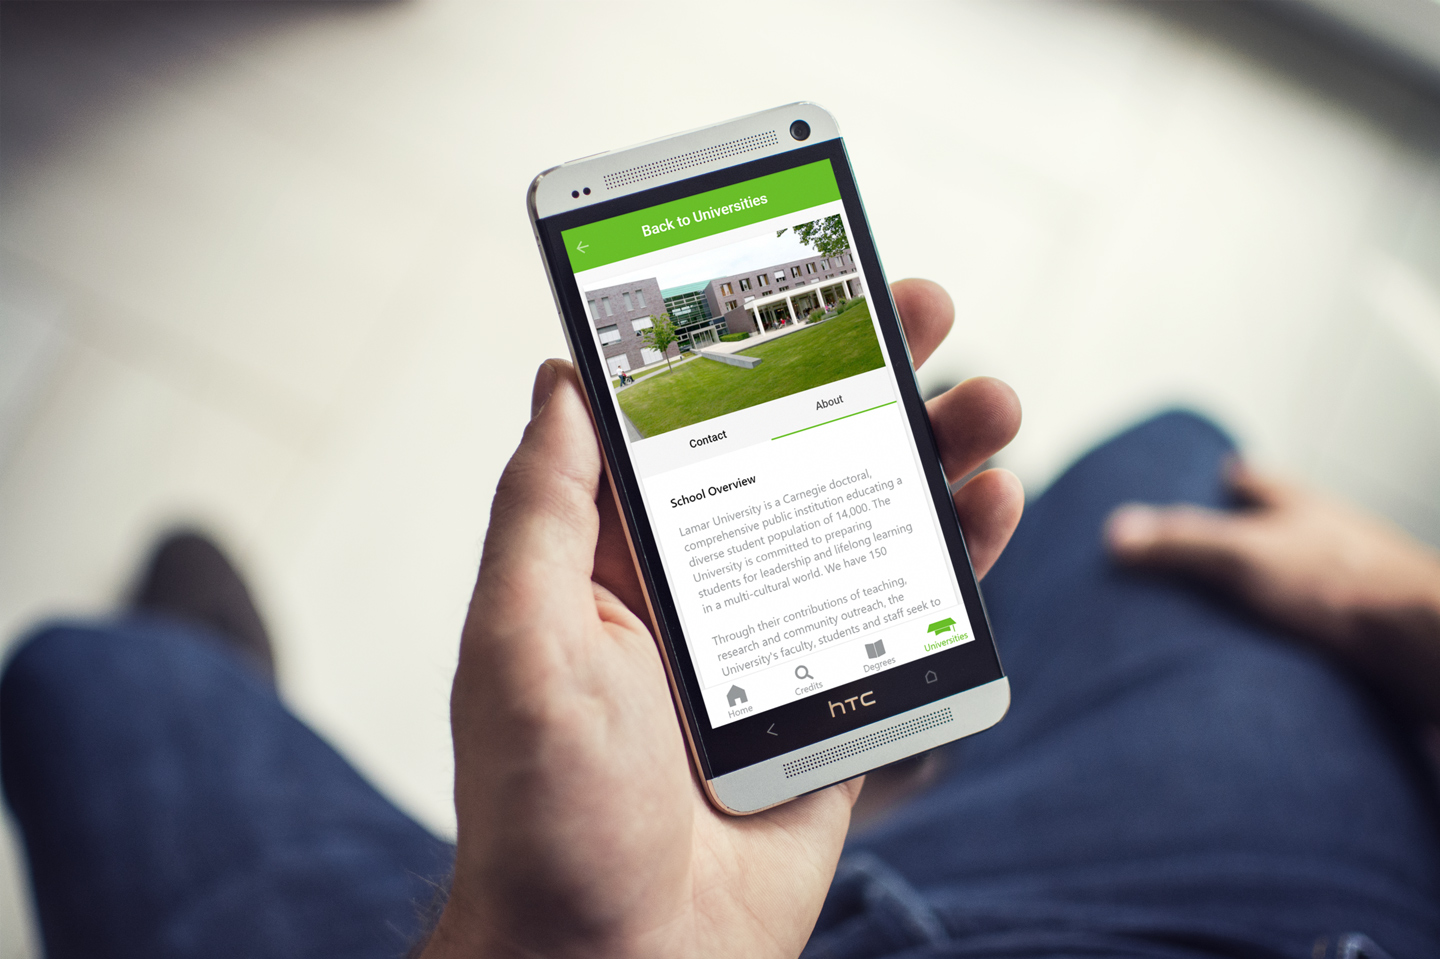 Back to Universities
Contact
About
School Overview
Lamar University is a Carnegie doctoral,
comprehensive public institution educating a
diverse student population of 14,000. The
University is committed to preparing
students for leadership and lifelong learning
in a multi-cultural world. We have 150
Through their contributions of teaching,
research and community outreach, the
University's faculty, students and staff seek to
Home
Credits
Degrees
Universities
hTC